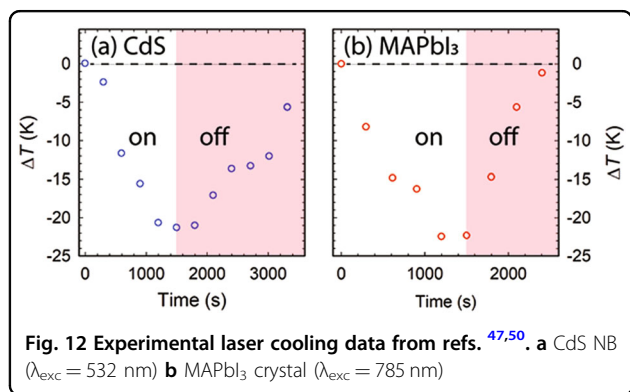 (a) CdS
(b) MAPbI₃
0
-5
-10
-15
-20
-25
ΔT (K)
on
off
0
1000
2000
3000
Time (s)
on
off
0
-5
-10
-15
-20
-25
ΔT (K)
0
1000
2000
Time (s)
Fig. 12 Experimental laser cooling data from refs. 47,50. a CdS NB
(λexc = 532 nm) b MAPbI₃ crystal (λexc = 785 nm)